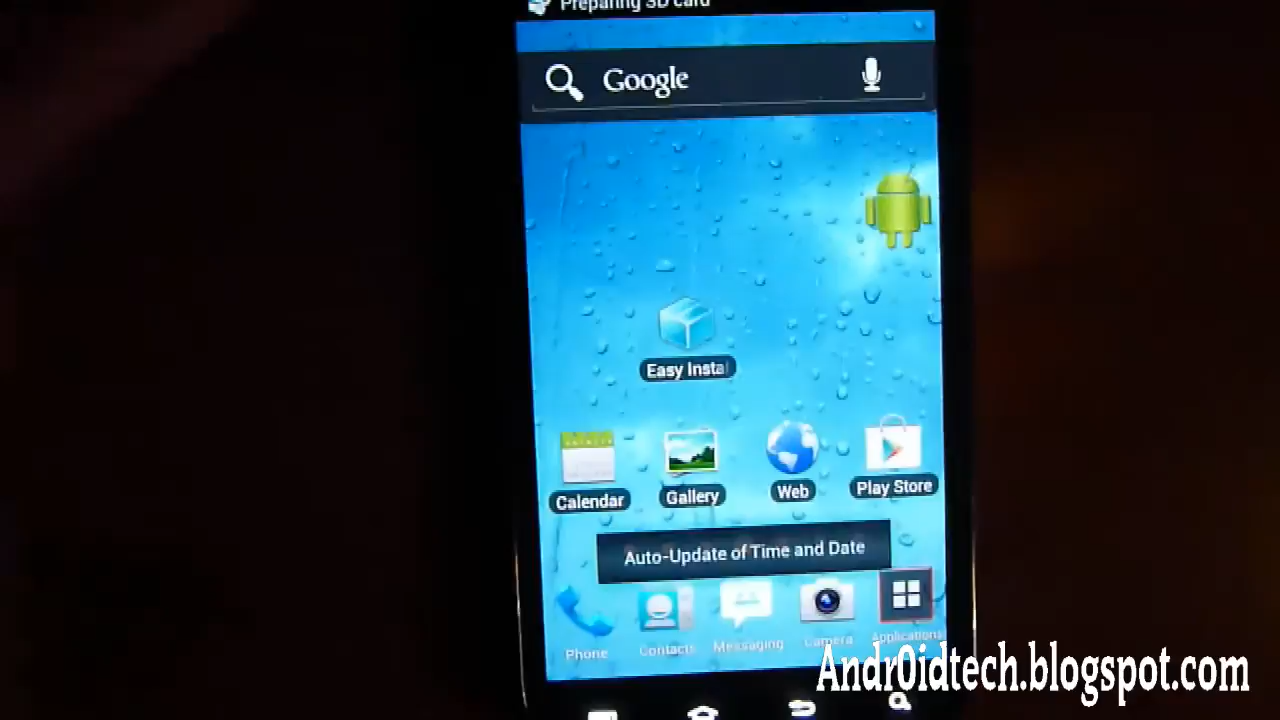 Preparing SD card
Google
Easy Instal
Calendar
Gallery
Web
Play Store
Auto-Update of Time and Date
Phone
Contacts
Messaging
Camera
Applications
Andr0idtech.blogspot.com